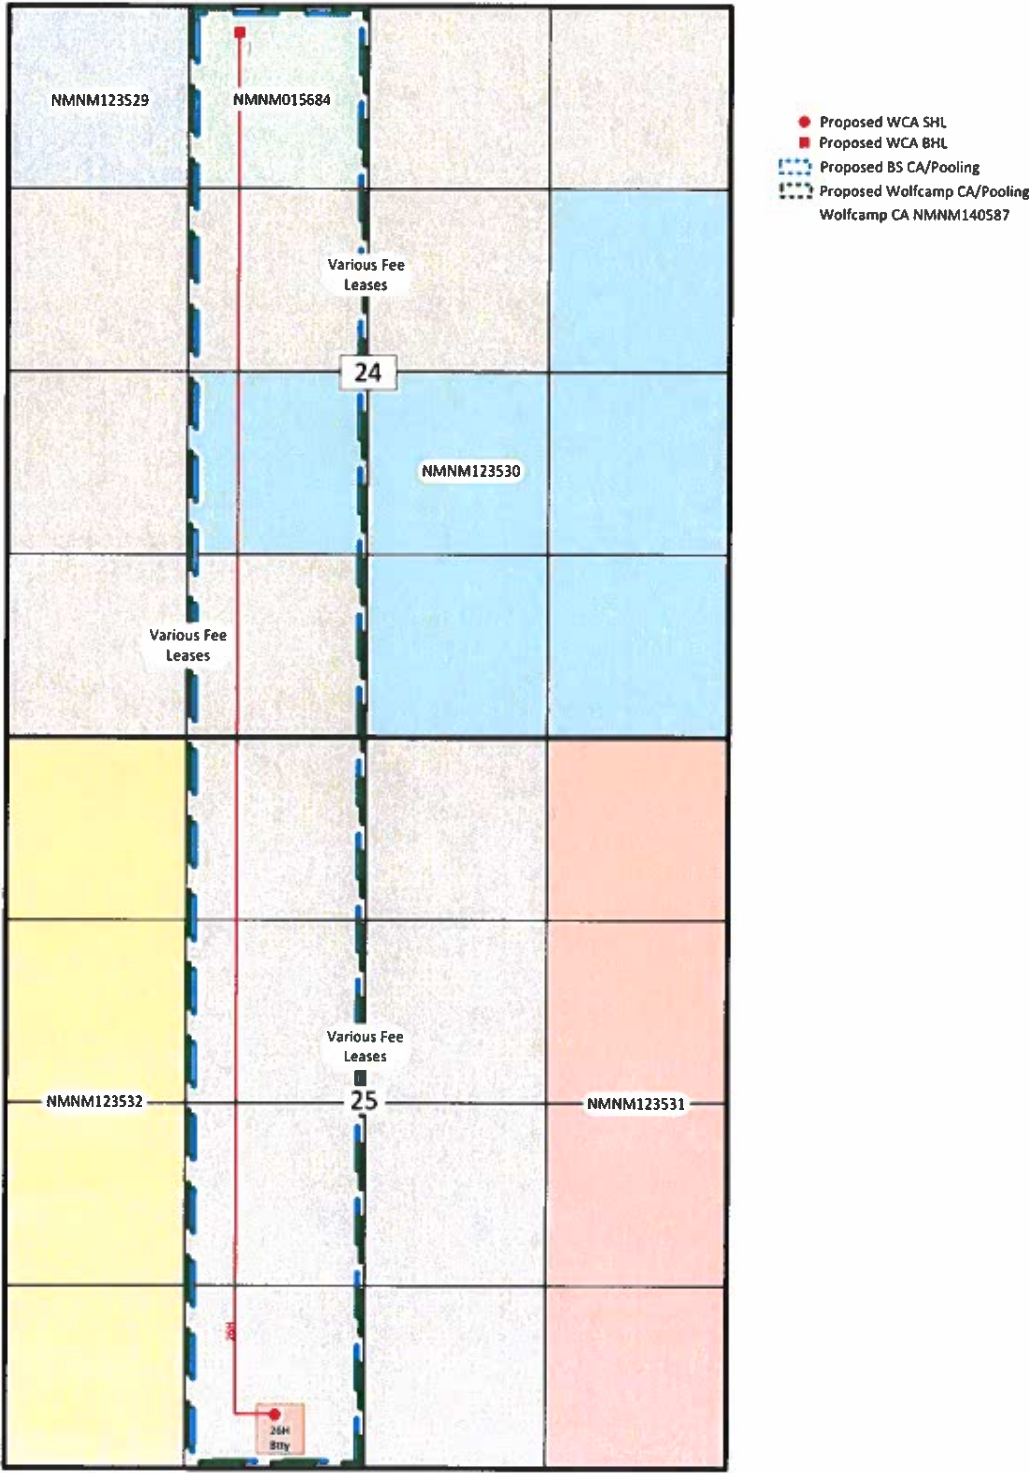 NMNM123529
NMNM015684
Proposed WCA SHL
Proposed WCA BHL
Proposed BS CA/Pooling
Proposed Wolfcamp CA/Pooling
Wolfcamp CA NMNM140587
Various Fee
Leases
24
NMNM123530
Various Fee
Leases
Various Fee
Leases
NMNM123532
25
NMNM123531
26H
26H
Btty